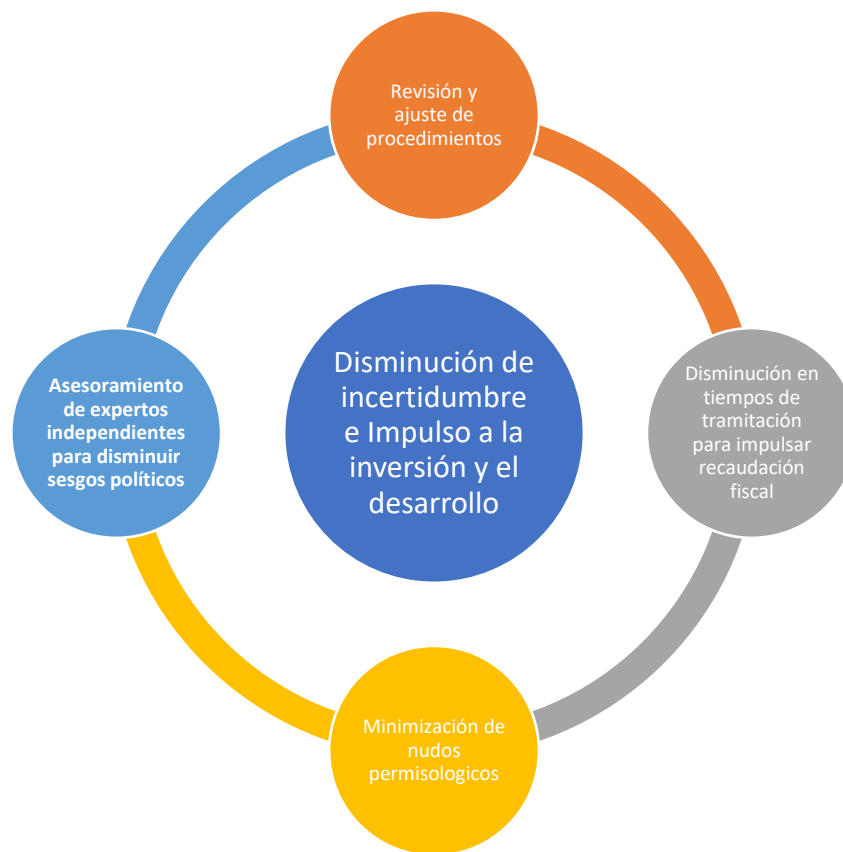 Revisión y
ajuste de
procedimientos
Disminución de
incertidumbre
e Impulso a la
inversión y el
desarrollo
Asesoramiento
de expertos
independientes
para disminuir
sesgos políticos
Disminución en
tiempos de
tramitación
para impulsar
recaudación
fiscal
Minimización de
nudos
permisologicos